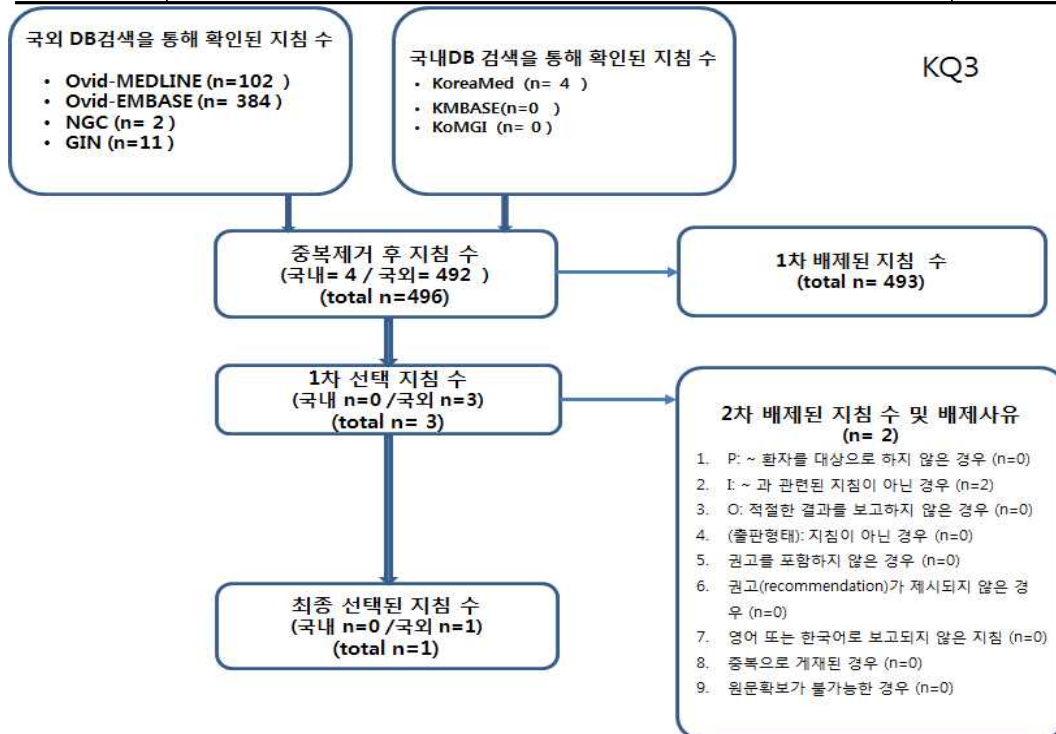 국외 DB검색을 통해 확인된 지침 수
• Ovid-MEDLINE (n=102 )
• Ovid-EMBASE (n= 384)
• NGC (n= 2 )
• GIN (n=11 )
국내DB 검색을 통해 확인된 지침 수
• KoreaMed (n= 4 )
• KMBASE(n=0 )
• KoMGI (n= 0 )
KQ3
중복제거 후 지침 수
(국내= 4 / 국외= 492 )
(total n=496)
1차 배제된 지침 수
(total n= 493)
1차 선택 지침 수
(국내 n=0 /국외 n=3)
(total n= 3)
2차 배제된 지침 수 및 배제사유
(n= 2)
1. P: ~ 환자를 대상으로 하지 않은 경우 (n=0)
2. I: ~ 과 관련된 지침이 아닌 경우 (n=2)
3. O: 적절한 결과를 보고하지 않은 경우 (n=0)
4. (출판형태): 지침이 아닌 경우 (n=0)
5. 권고를 포함하지 않은 경우 (n=0)
6. 권고(recommendation)가 제시되지 않은 경
우 (n=0)
7. 영어 또는 한국어로 보고되지 않은 지침 (n=0)
8. 중복으로 게재된 경우 (n=0)
9. 원문확보가 불가능한 경우 (n=0)
최종 선택된 지침 수
(국내 n=0 /국외 n=1)
(total n=1)